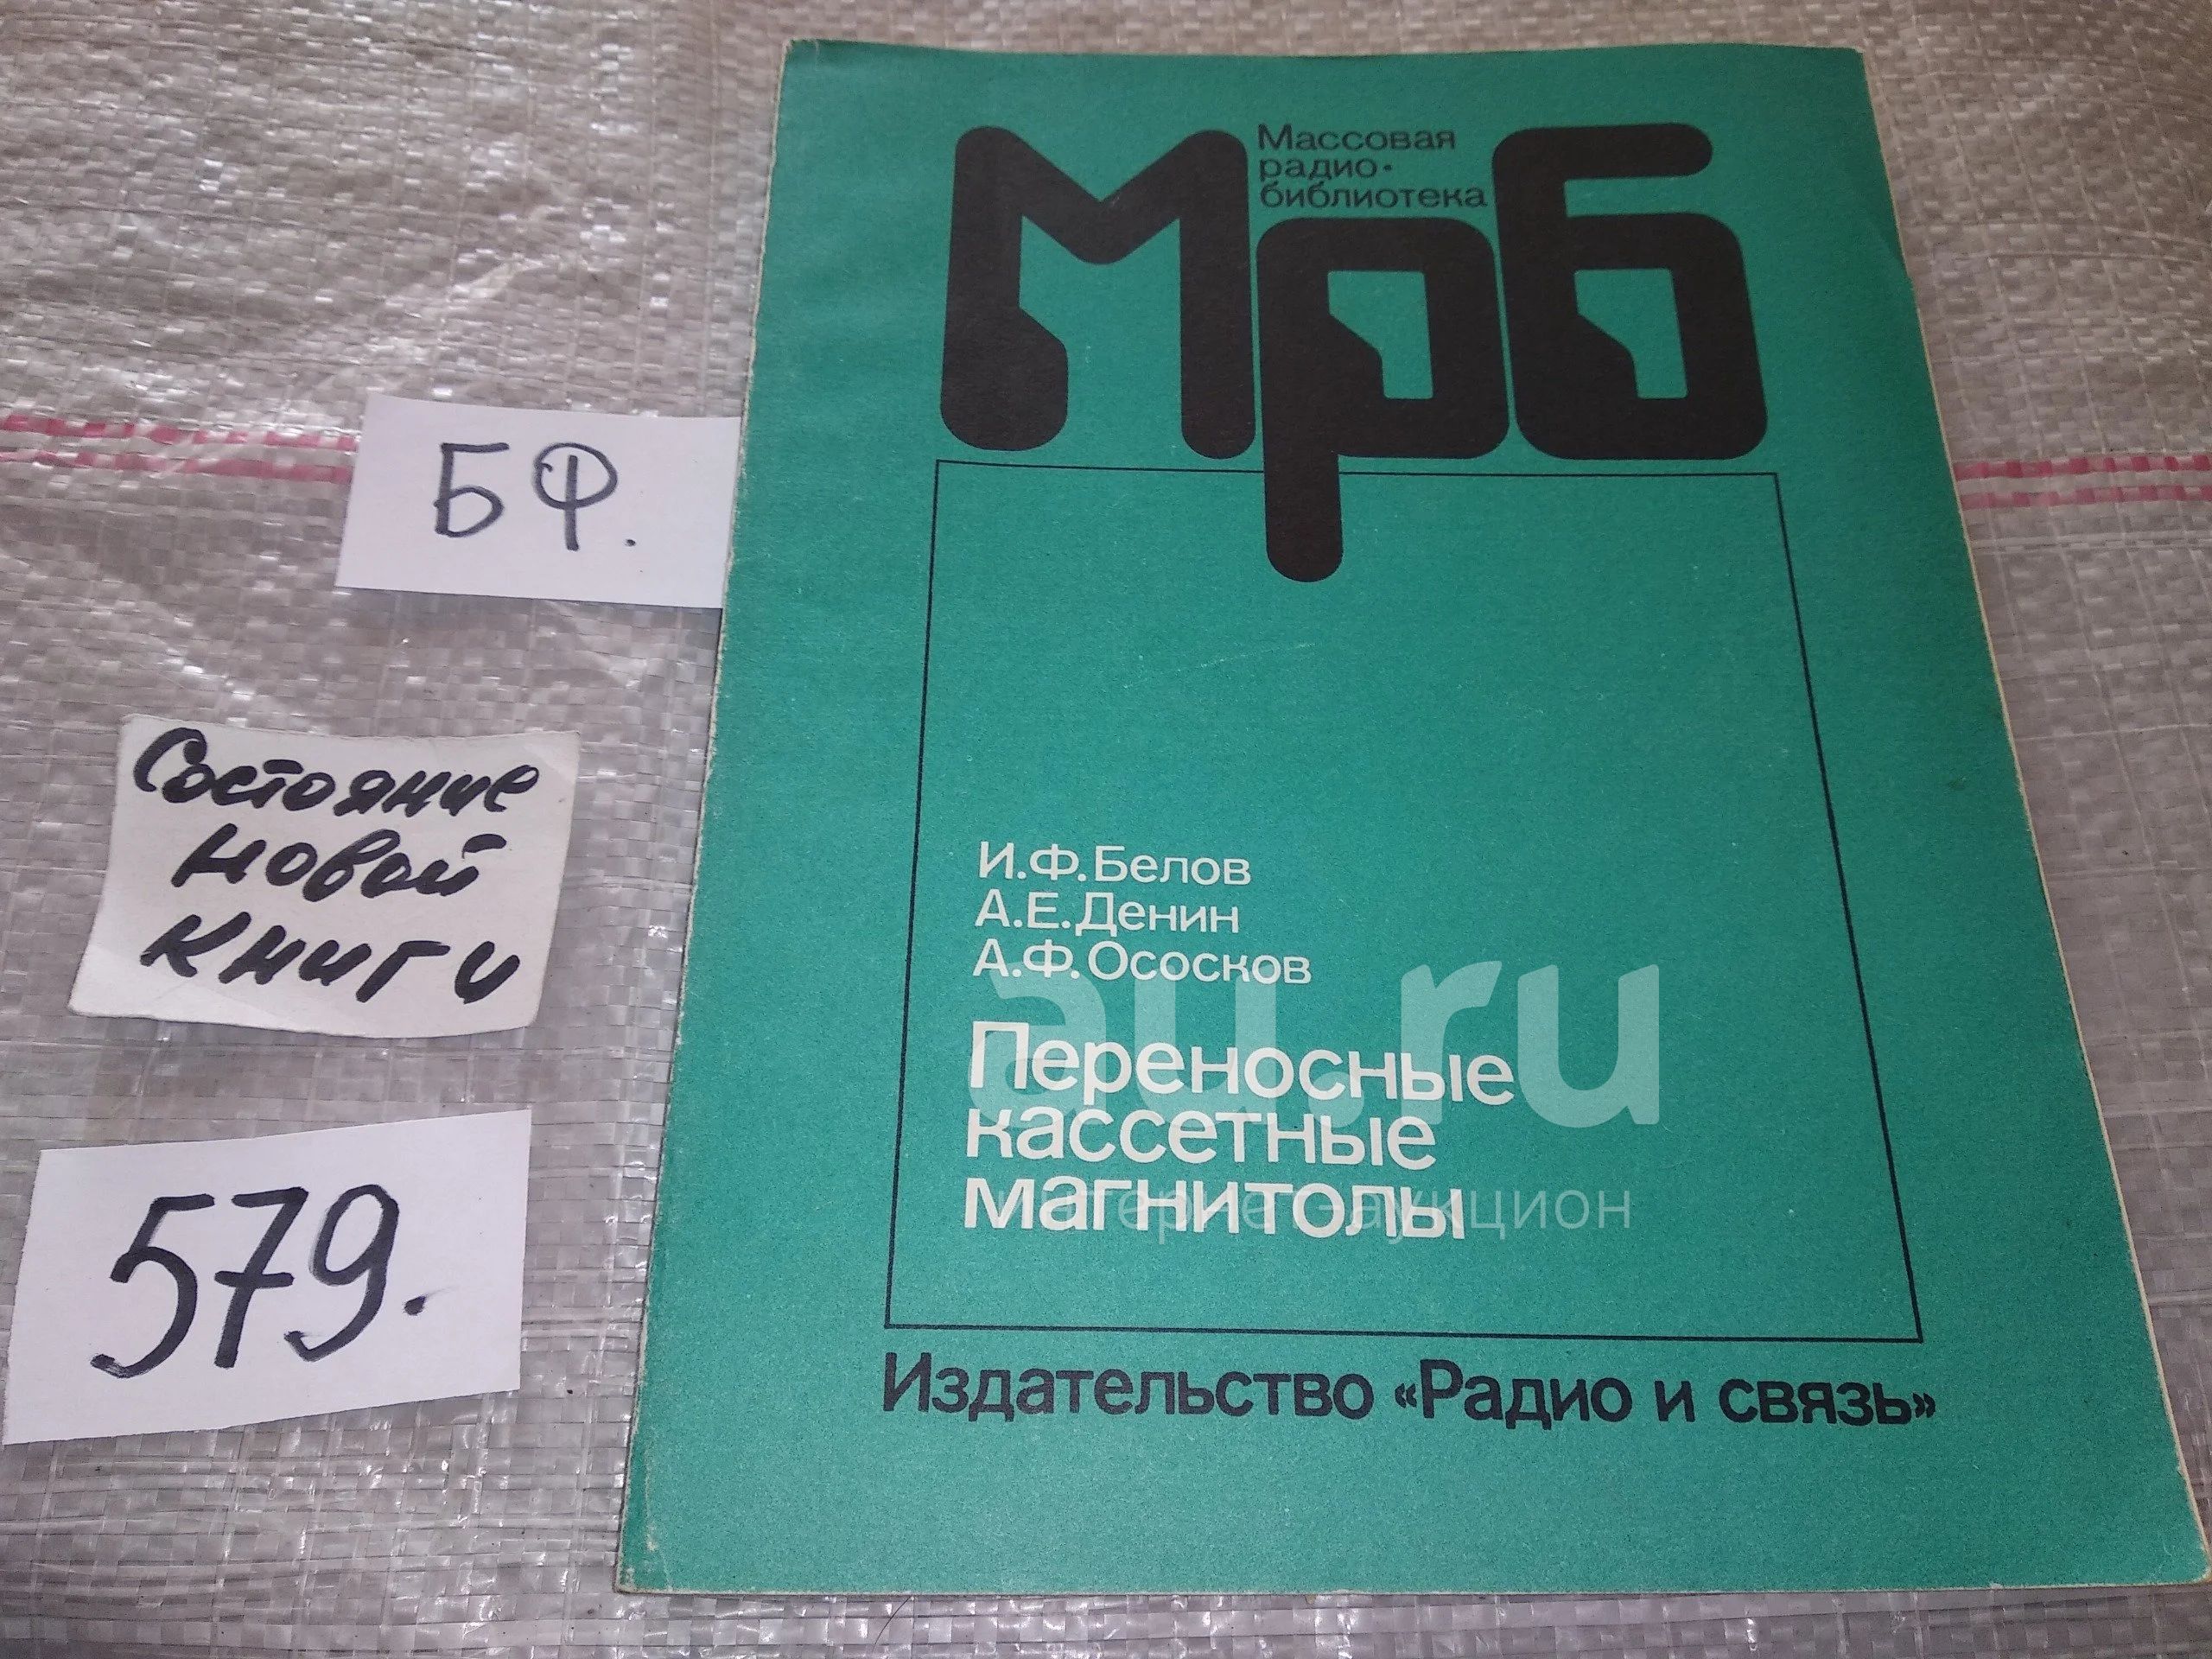 Мрб
Массовая
радио-
библиотека
БФ.
Состояние
новой
книги
579.
И.Ф.Белов
А.Е.Денин
А.Ф.Ососков
Переносные
кассетные
магнитолы
Издательство «Радио и связь»
au.ru
интернет-аукцион